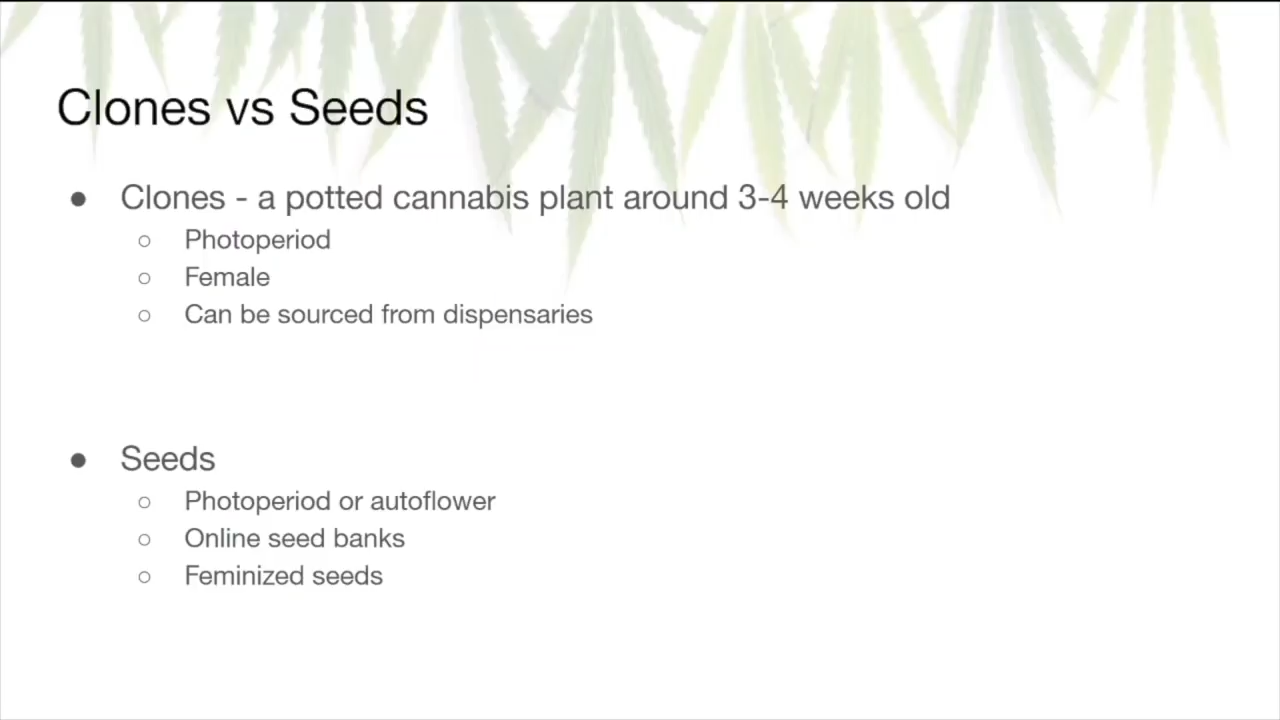 Clones vs Seeds
● Clones - a potted cannabis plant around 3-4 weeks old
○ Photoperiod
○ Female
○ Can be sourced from dispensaries
● Seeds
○ Photoperiod or autoflower
○ Online seed banks
○ Feminized seeds